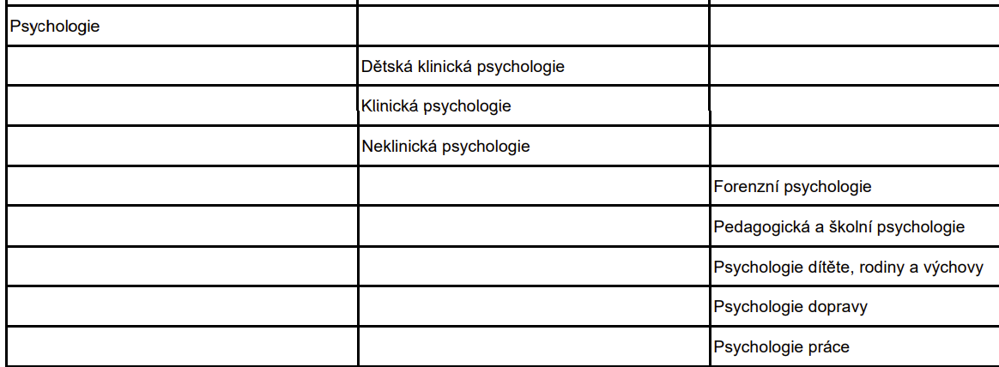 Psychologie
Dětská klinická psychologie
Klinická psychologie
Neklinická psychologie
Forenzní psychologie
Pedagogická a školní psychologie
Psychologie dítěte, rodiny a výchovy
Psychologie dopravy
Psychologie práce